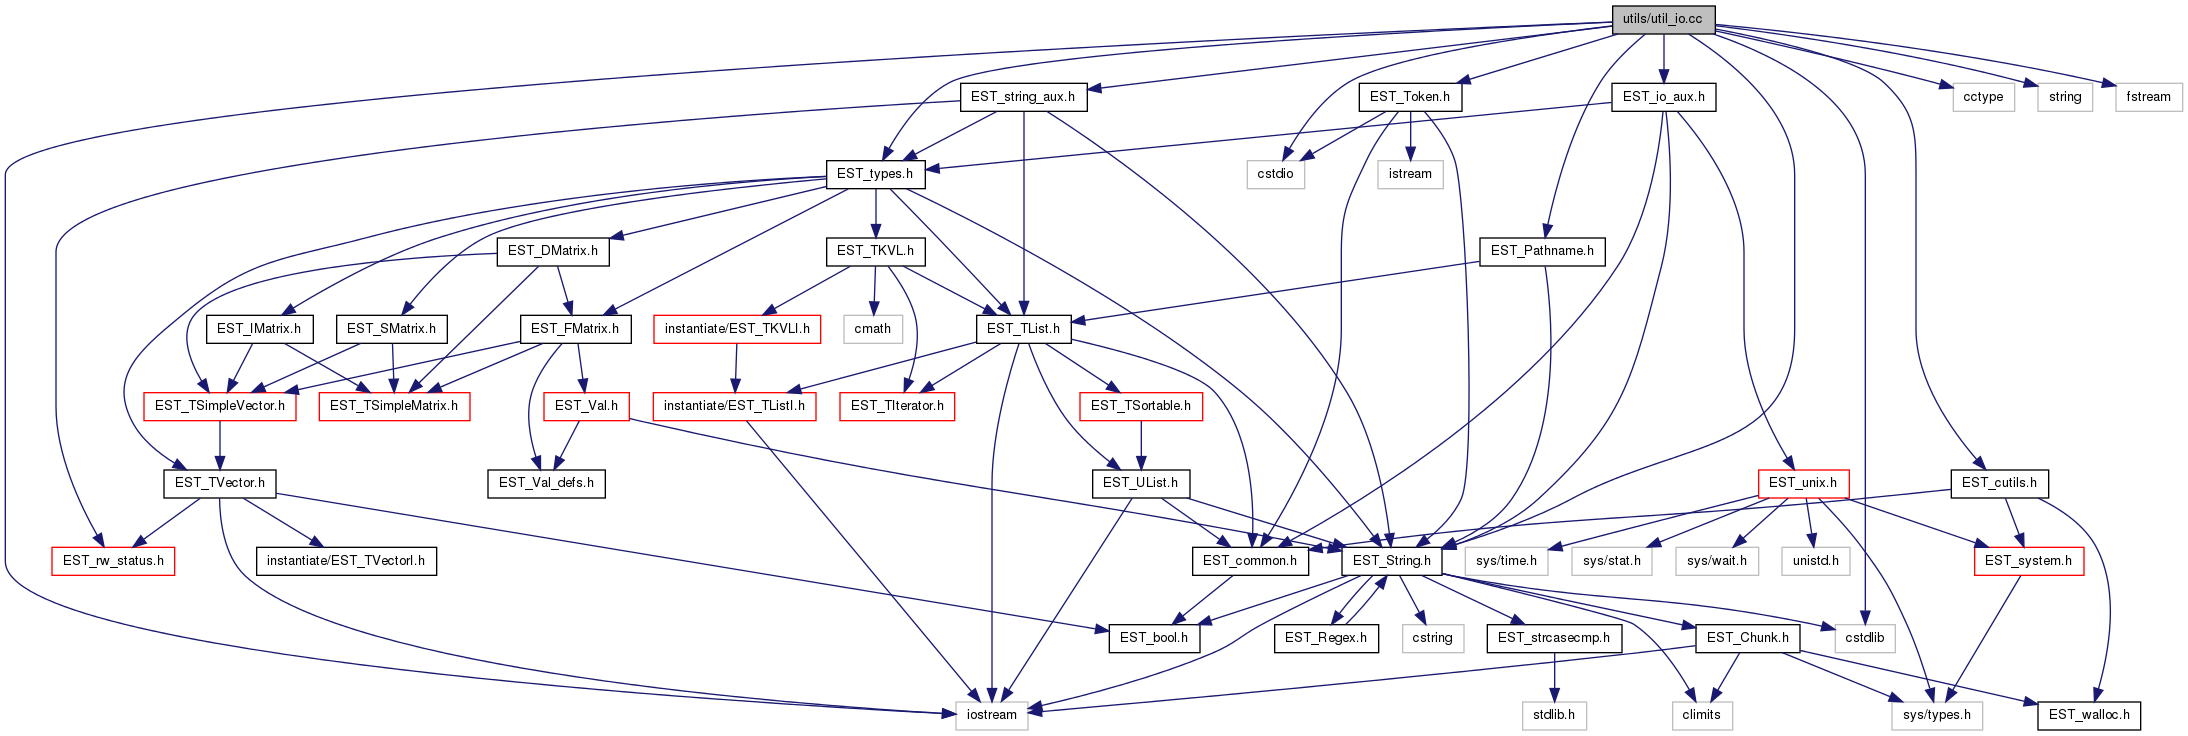 utils/util_io.cc
EST_string_aux.h
EST_Token.h
EST_io_aux.h
cctype
string
fstream
EST_types.h
cstdio
istream
EST_DMatrix.h
EST_TKVL.h
EST_Pathname.h
EST_IMatrix.h
EST_SMatrix.h
EST_FMatrix.h
instantiate/EST_TKVLI.h
cmath
EST_TList.h
EST_TSimpleVector.h
EST_TSimpleMatrix.h
EST_Val.h
instantiate/EST_TListI.h
EST_TIterator.h
EST_TSortable.h
EST_TVector.h
EST_Val_defs.h
EST_UList.h
EST_unix.h
EST_cutils.h
EST_rw_status.h
instantiate/EST_TVectorI.h
EST_common.h
EST_String.h
sys/time.h
sys/stat.h
sys/wait.h
unistd.h
EST_system.h
EST_bool.h
EST_Regex.h
cstring
EST_strcasecmp.h
EST_Chunk.h
cstdlib
iostream
stdlib.h
climits
sys/types.h
EST_walloc.h